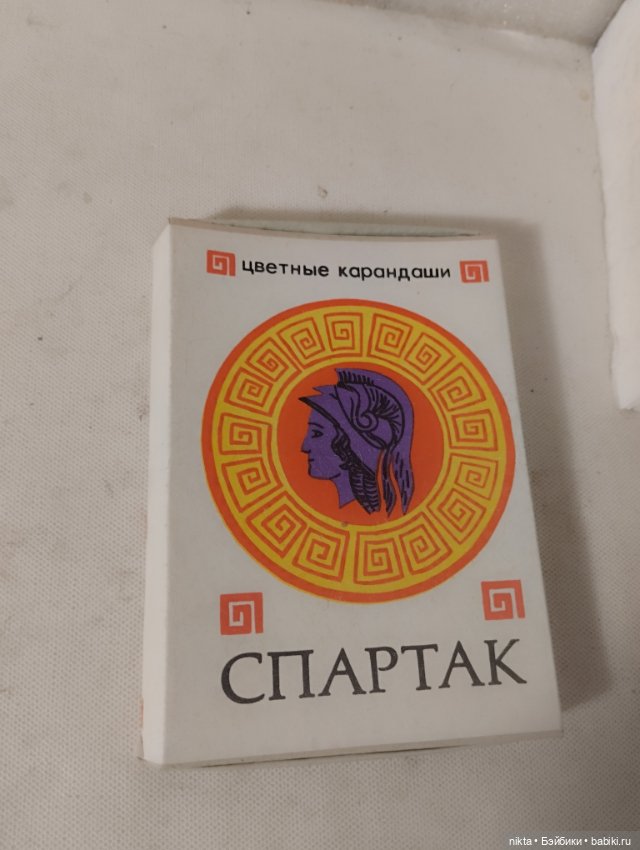 цветные карандаши
СПАРТАК
nikta • Бэйбики • babiki.ru